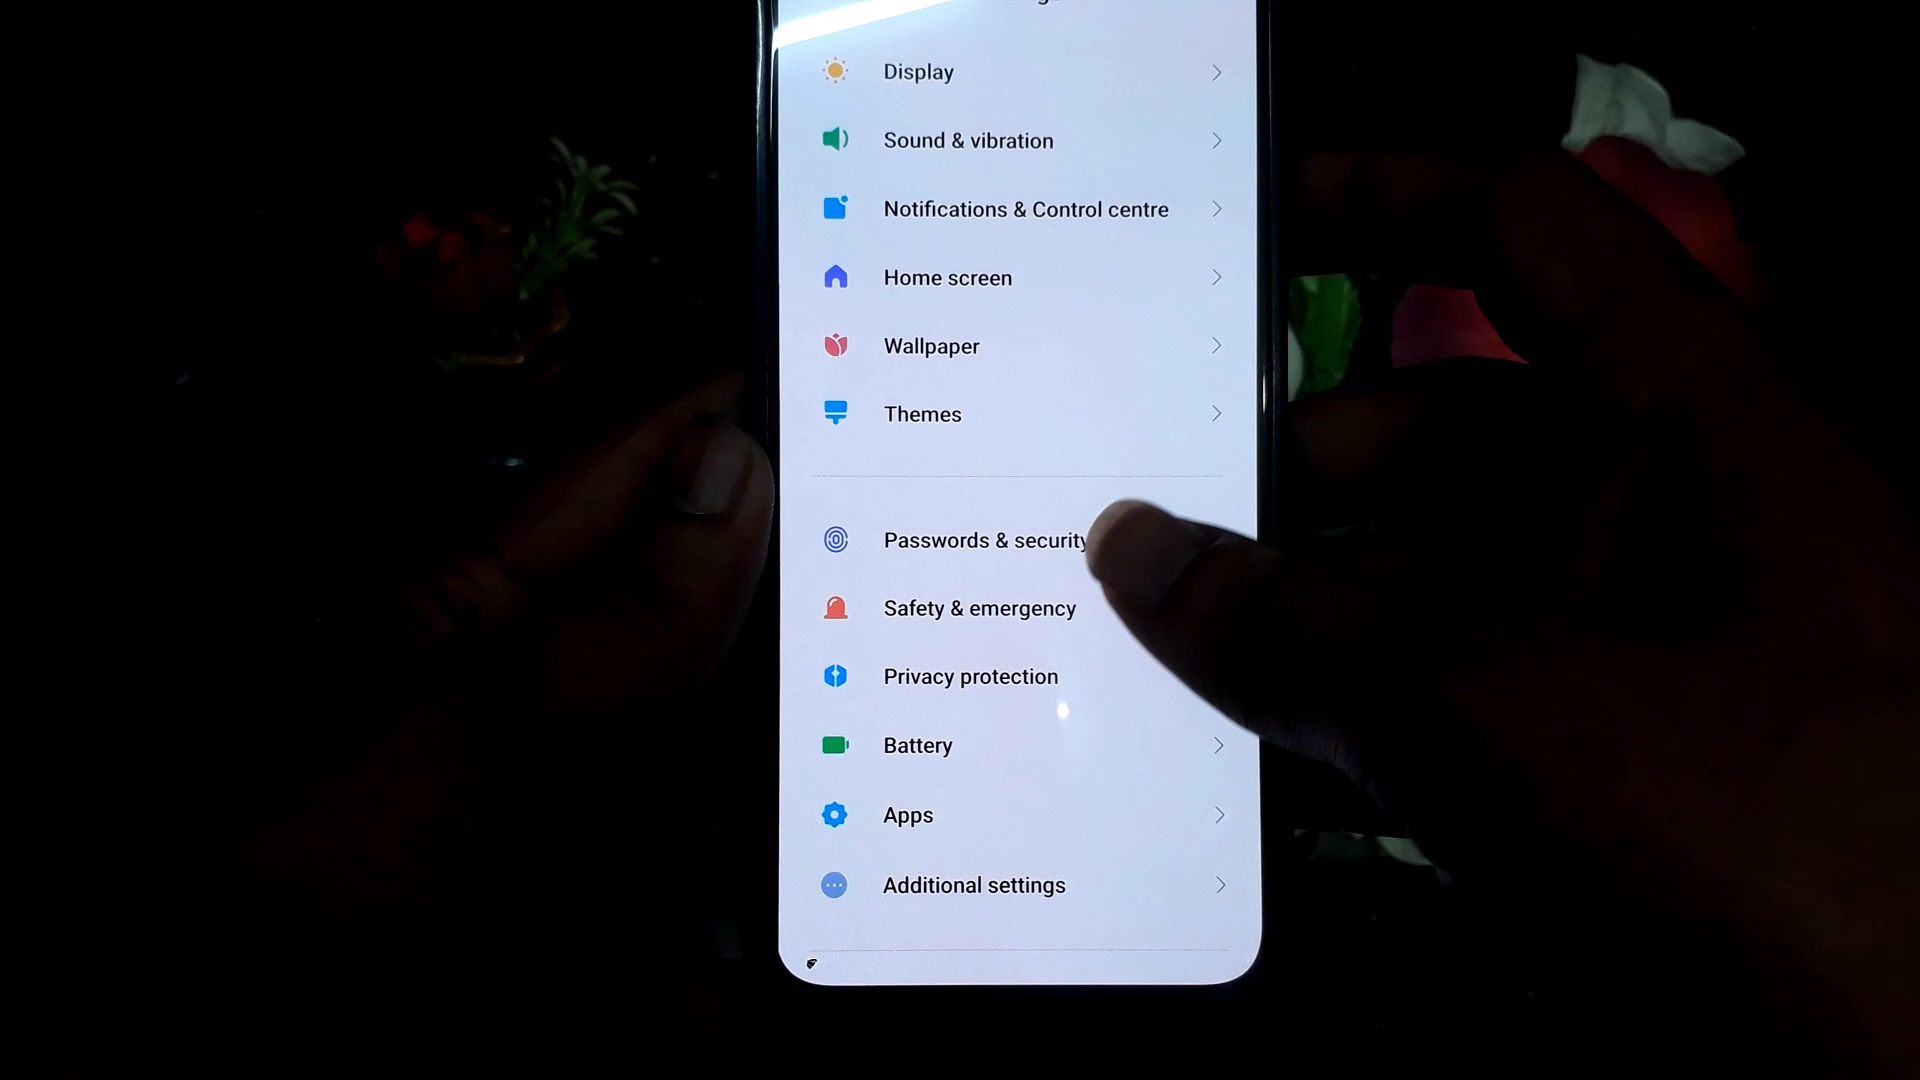 Display
Sound & vibration
Notifications & Control centre
Home screen
Wallpaper
Themes
Passwords & security
Safety & emergency
Privacy protection
Battery
Apps
Additional settings